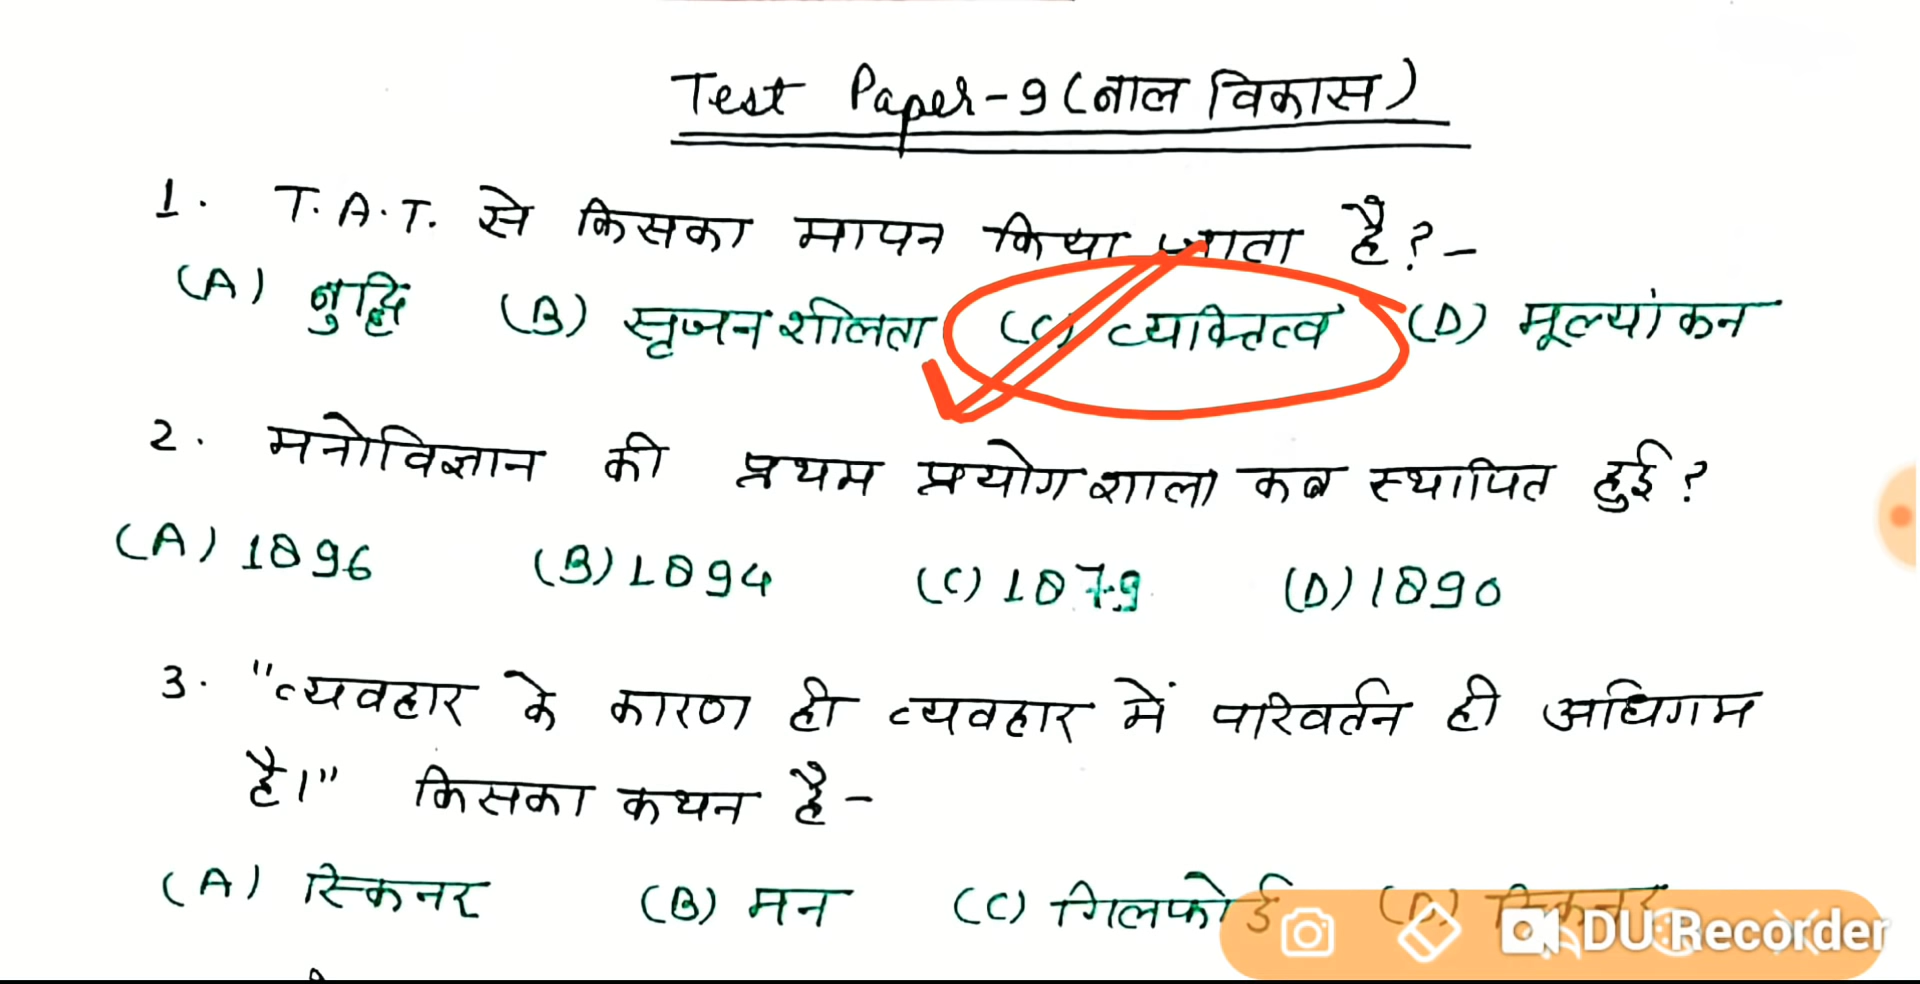 Test Paper-9 (बाल विकास)
1. T.A.T. से किसका मापन किया जाता है?-
(A) बुद्धि (B) सृजनशीलता (C) व्यक्तित्व (D) मूल्यांकन
2. मनोविज्ञान की प्रथम प्रयोगशाला कब स्थापित हुई?
(A) 1896 (B) 1894 (C) 1879 (D) 1890
3. "व्यवहार के कारण ही व्यवहार में परिवर्तन ही अधिगम
है।" किसका कथन है-
(A) स्किनर (B) मन (C) गिलफोर्ड (D)
DU Recorder